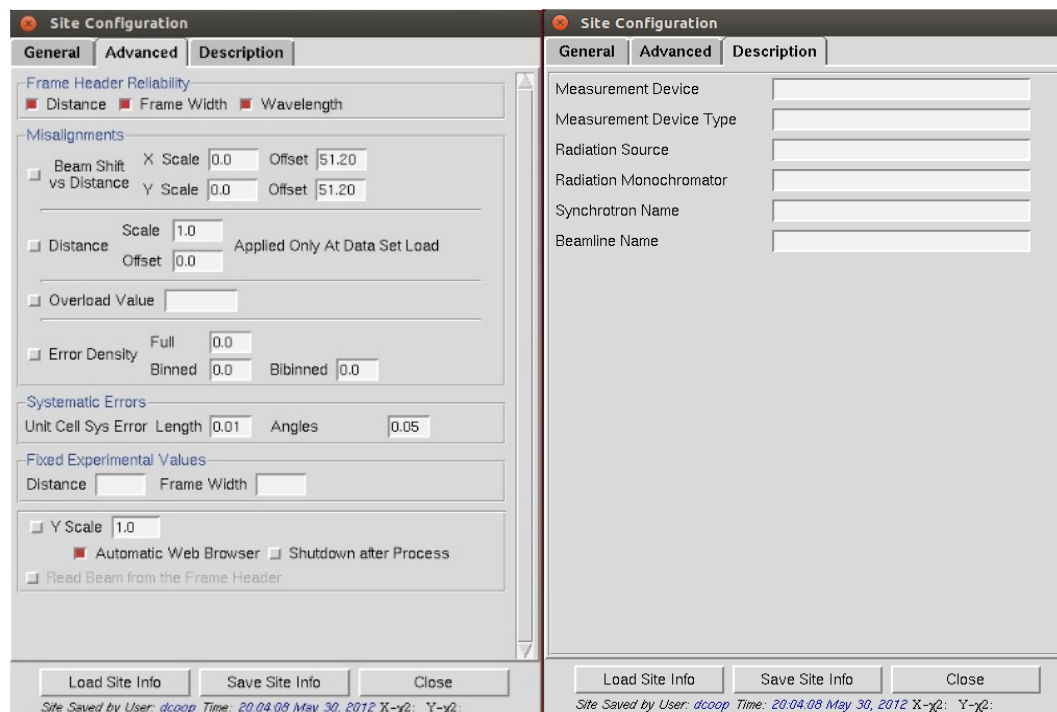 Site Configuration
General Advanced Description
Frame Header Reliability
Distance Frame Width Wavelength
Misalignments
Beam Shift vs Distance
X Scale 0.0 Offset 51.20
Y Scale 0.0 Offset 51.20
Distance
Scale 1.0
Offset 0.0
Applied Only At Data Set Load
Overload Value
Error Density
Full 0.0
Binned 0.0 Bibinned 0.0
Systematic Errors
Unit Cell Sys Error Length 0.01 Angles 0.05
Fixed Experimental Values
Distance Frame Width
Y Scale 1.0
Automatic Web Browser Shutdown after Process
Read Beam from the Frame Header
Load Site Info Save Site Info Close
Site Saved by User: dcoop Time: 20:04:08 May 30, 2012 X-χ2: Y-χ2:
Site Configuration
General Advanced Description
Measurement Device
Measurement Device Type
Radiation Source
Radiation Monochromator
Synchrotron Name
Beamline Name
Load Site Info Save Site Info Close
Site Saved by User: dcoop Time: 20:04:08 May 30, 2012 X-χ2: Y-χ2: